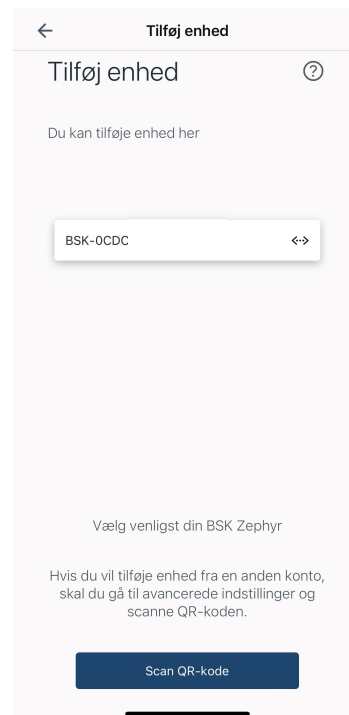 Tilføj enhed
Tilføj enhed
Du kan tilføje enhed her
BSK-0CDC
Vælg venligst din BSK Zephyr
Hvis du vil tilføje enhed fra en anden konto,
skal du gå til avancerede indstillinger og
scanne QR-koden.
Scan QR-kode